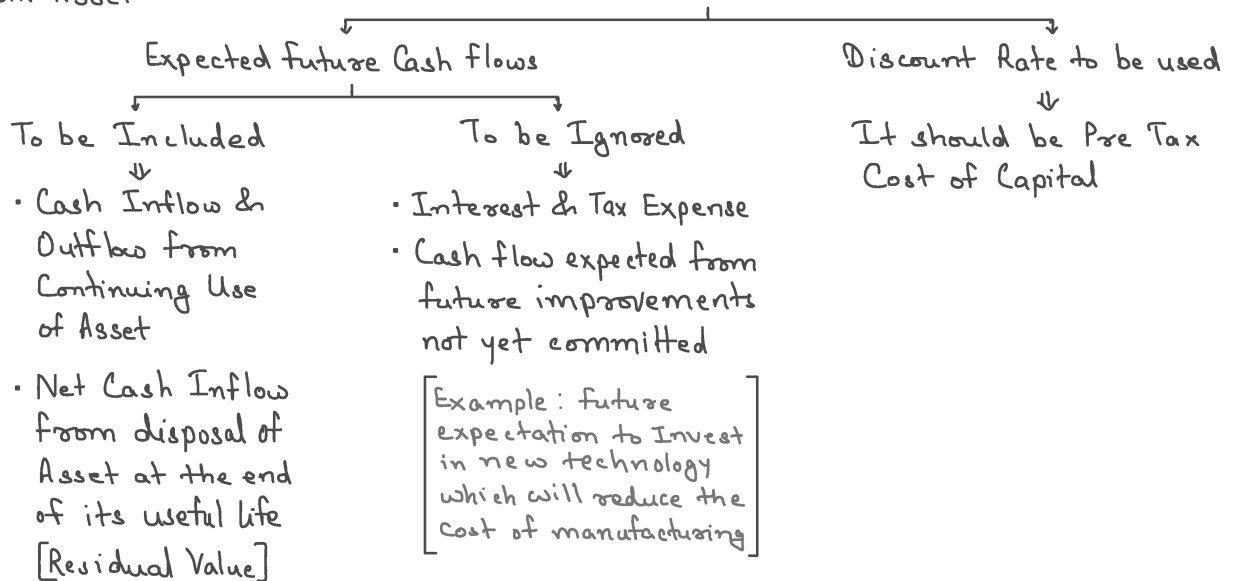 Expected future Cash flows
Discount Rate to be used
To be Included
To be Ignored
It should be Pre Tax
Cost of Capital
• Cash Inflow &
Outflow from
Continuing Use
of Asset
• Net Cash Inflow
from disposal of
Asset at the end
of its useful life
[Residual Value]
• Interest & Tax Expense
• Cash flow expected from
future improvements
not yet committed
[Example : future
expectation to Invest
in new technology
which will reduce the
cost of manufacturing]